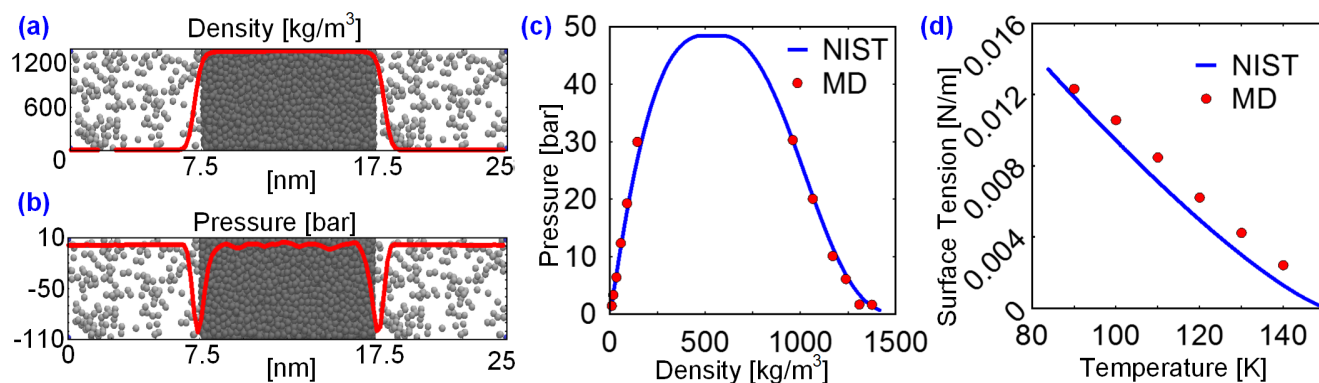 (a)
Density [kg/m³]
1200
600
0
0
7.5
17.5
25
[nm]
(b)
Pressure [bar]
10
-50
-110
0
7.5
17.5
25
[nm]
(c)
Pressure [bar]
50
40
30
20
10
0
NIST
MD
0
500
1000
1500
Density [kg/m³]
(d)
Surface Tension [N/m]
0.016
0.012
0.008
0.004
0
NIST
MD
80
100
120
140
Temperature [K]